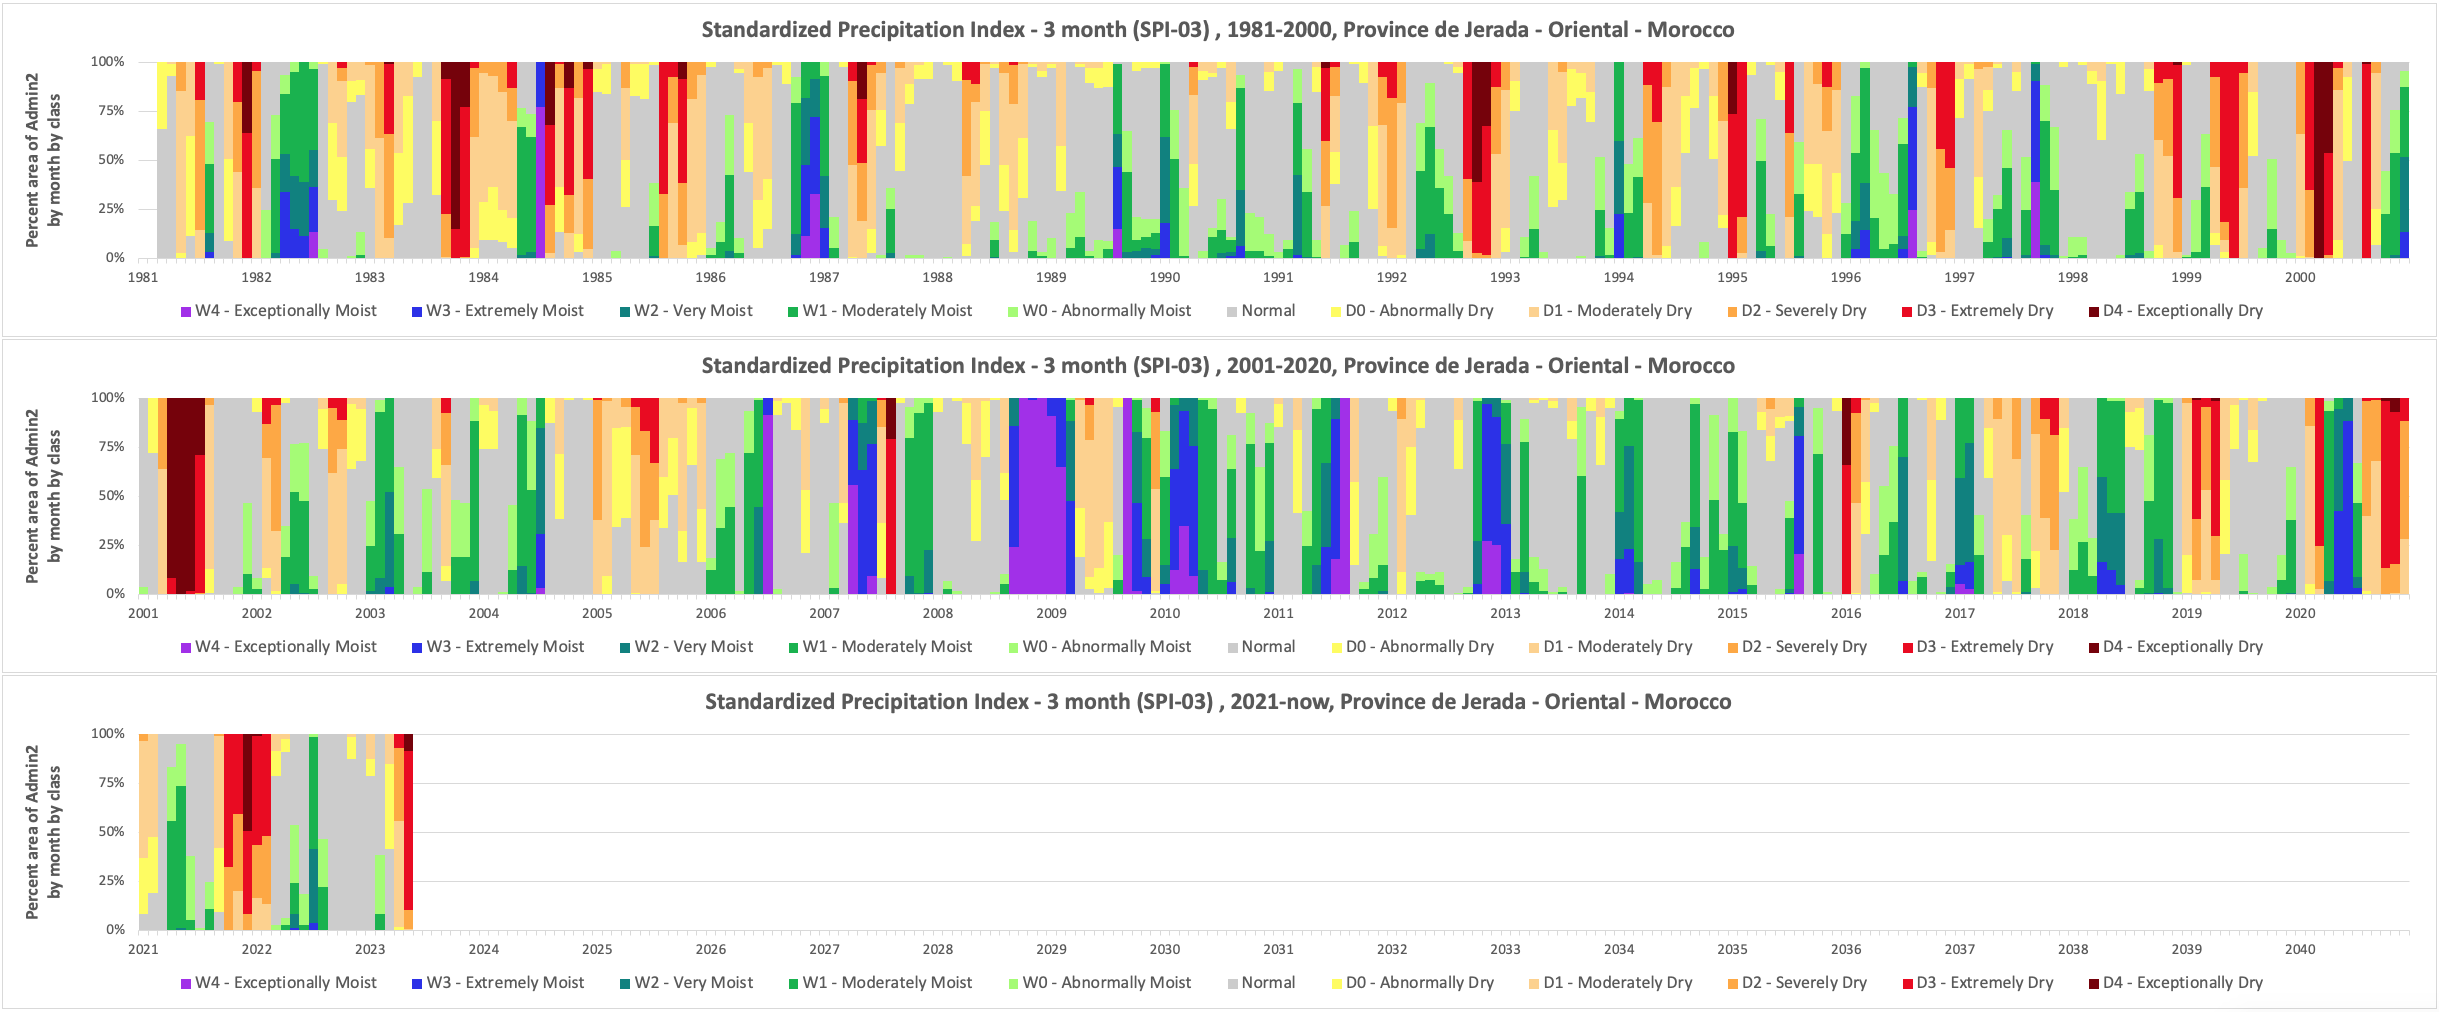 Standardized Precipitation Index - 3 month (SPI-03) , 1981-2000, Province de Jerada - Oriental - Morocco
Percent area of Admin2
by month by class
100%
75%
50%
25%
0%
1981 1982 1983 1984 1985 1986 1987 1988 1989 1990 1991 1992 1993 1994 1995 1996 1997 1998 1999 2000
W4 - Exceptionally Moist W3 - Extremely Moist W2 - Very Moist W1 - Moderately Moist W0 - Abnormally Moist Normal D0 - Abnormally Dry D1 - Moderately Dry D2 - Severely Dry D3 - Extremely Dry D4 - Exceptionally Dry
Standardized Precipitation Index - 3 month (SPI-03) , 2001-2020, Province de Jerada - Oriental - Morocco
Percent area of Admin2
by month by class
100%
75%
50%
25%
0%
2001 2002 2003 2004 2005 2006 2007 2008 2009 2010 2011 2012 2013 2014 2015 2016 2017 2018 2019 2020
W4 - Exceptionally Moist W3 - Extremely Moist W2 - Very Moist W1 - Moderately Moist W0 - Abnormally Moist Normal D0 - Abnormally Dry D1 - Moderately Dry D2 - Severely Dry D3 - Extremely Dry D4 - Exceptionally Dry
Standardized Precipitation Index - 3 month (SPI-03) , 2021-now, Province de Jerada - Oriental - Morocco
Percent area of Admin2
by month by class
100%
75%
50%
25%
0%
2021 2022 2023 2024 2025 2026 2027 2028 2029 2030 2031 2032 2033 2034 2035 2036 2037 2038 2039 2040
W4 - Exceptionally Moist W3 - Extremely Moist W2 - Very Moist W1 - Moderately Moist W0 - Abnormally Moist Normal D0 - Abnormally Dry D1 - Moderately Dry D2 - Severely Dry D3 - Extremely Dry D4 - Exceptionally Dry